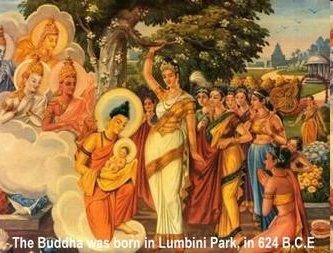 The Buddha was born in Lumbini Park, in 624 B.C.E